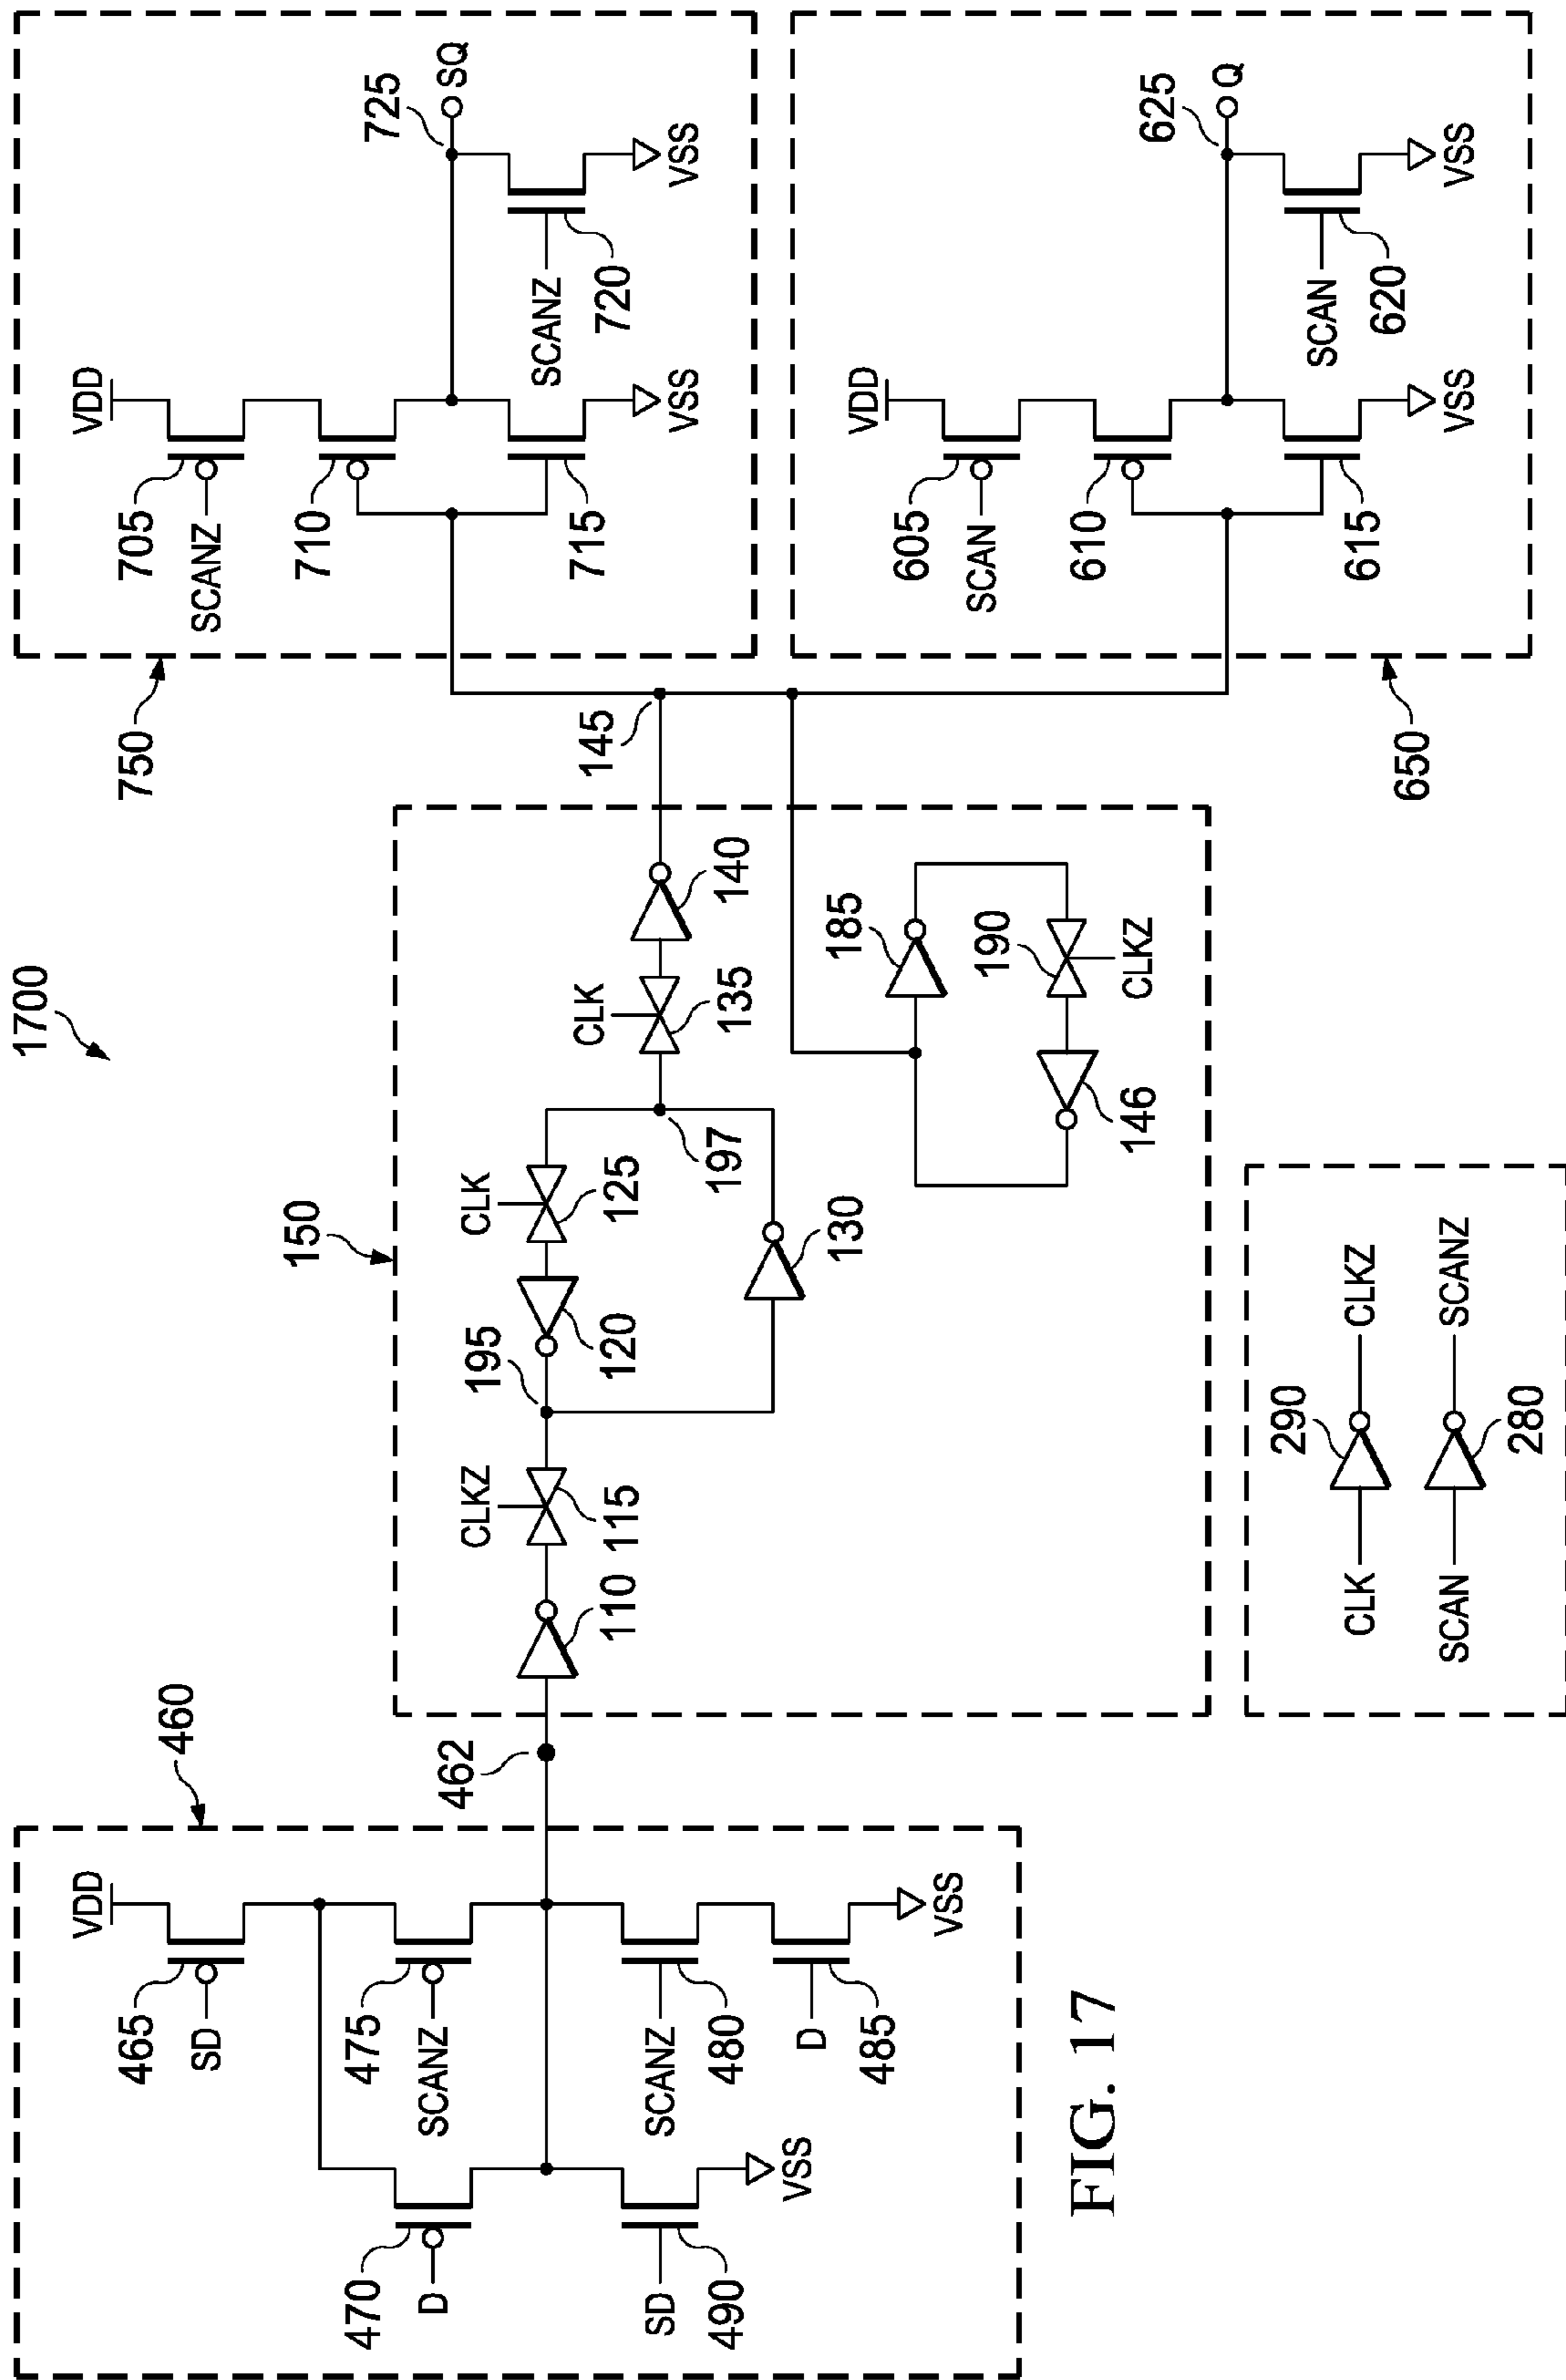 1700
460
VDD
465
SD
470
D
475
SCANZ
SD
490
VSS
SCANZ
480
D
485
VSS
462
150
110
CLKZ
115
195
120
CLK
125
197
130
CLK
135
140
145
185
190
CLKZ
146
CLK
290
CLKZ
SCAN
280
SCANZ
750
VDD
705
SCANZ
710
715
VSS
SCANZ
720
VSS
725
SQ
650
VDD
605
SCAN
610
615
VSS
SCAN
620
VSS
625
Q
FIG. 17